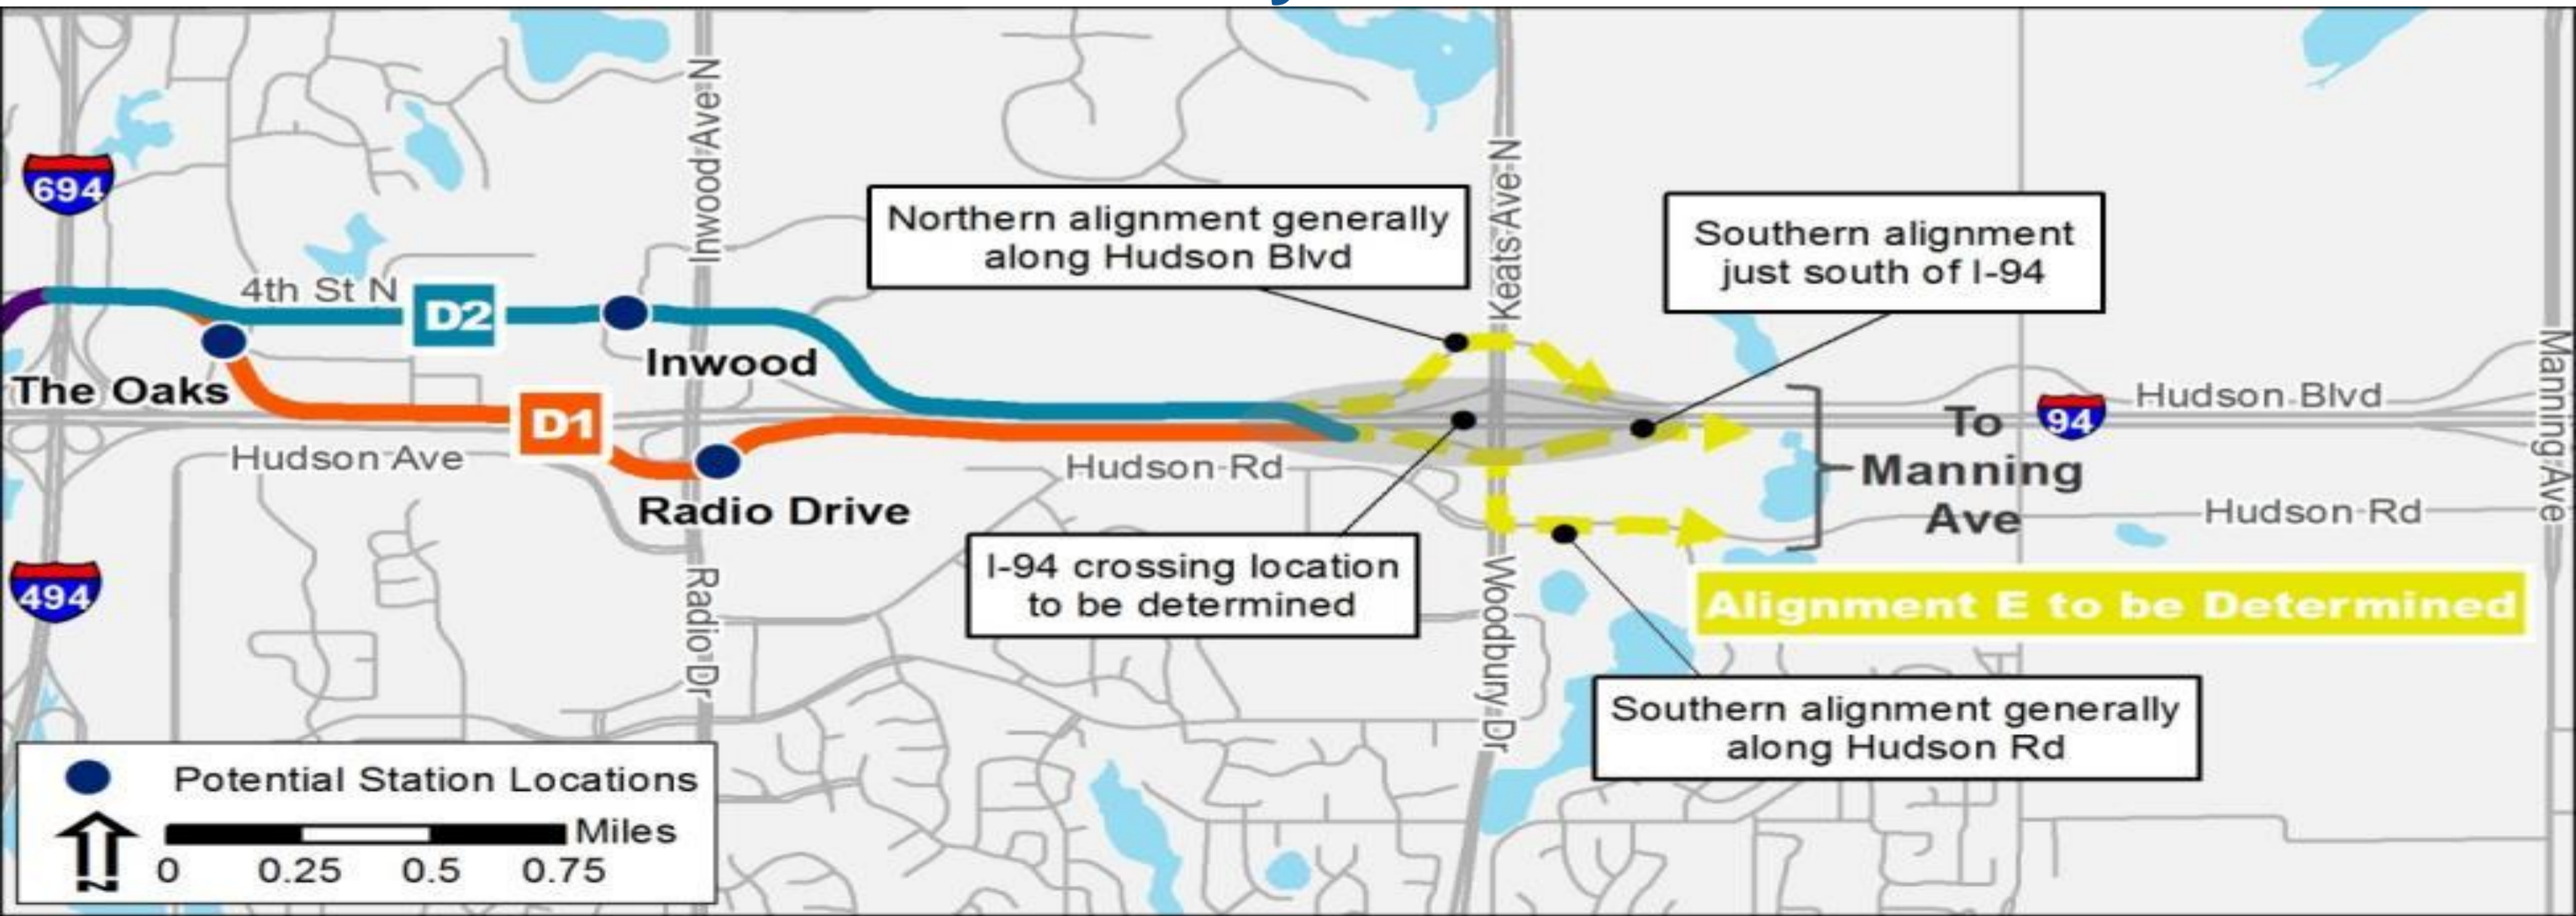 Inwood Ave N
Keats Ave N
694
Northern alignment generally
along Hudson Blvd
Southern alignment
just south of I-94
4th St N
D2
Inwood
The Oaks
D1
Hudson Blvd
94
To
Manning
Ave
Manning Ave
Hudson Ave
Hudson Rd
Radio Drive
Hudson Rd
I-94 crossing location
to be determined
494
Radio Dr
Woodbury Dr
Alignment E to be Determined
Southern alignment generally
along Hudson Rd
Potential Station Locations
Miles
0 0.25 0.5 0.75
N